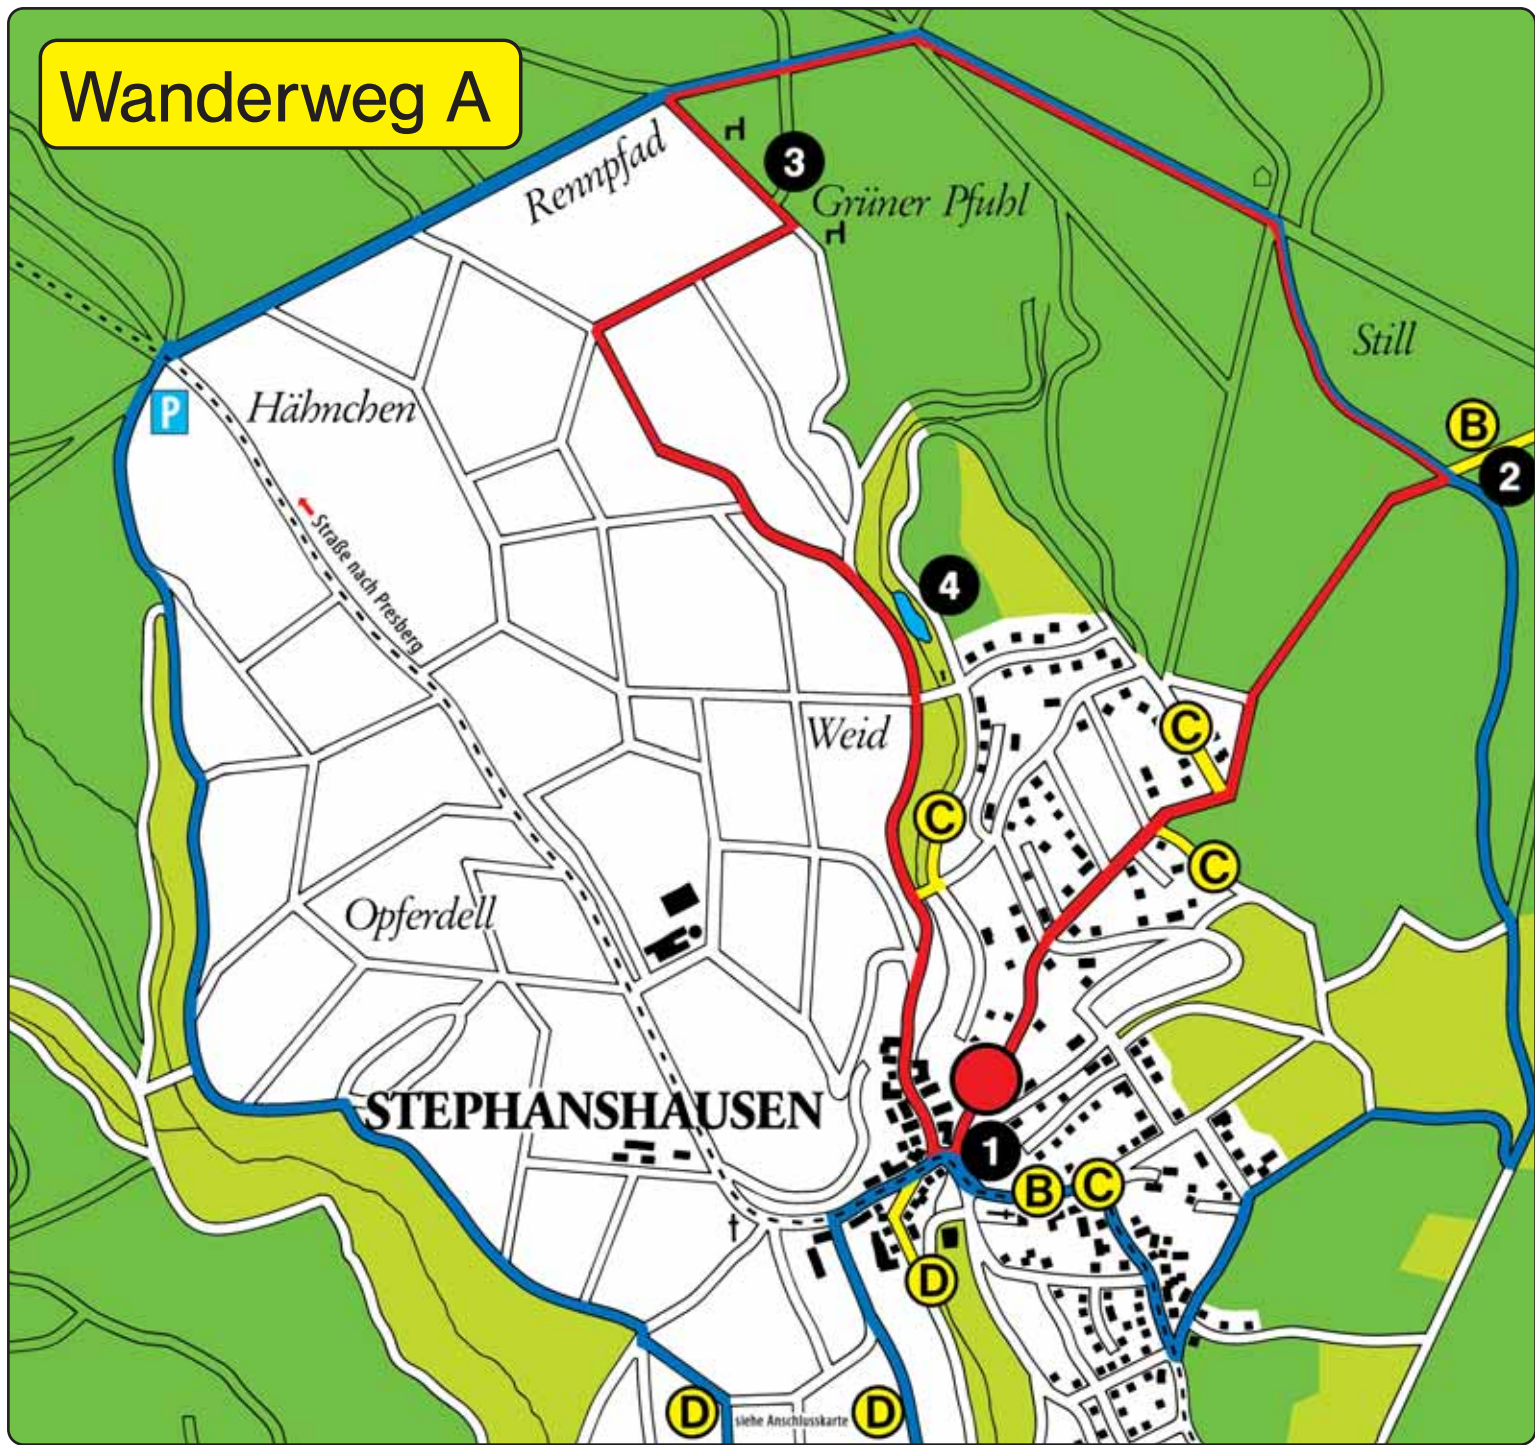 Wanderweg A
Rennpfad
3
Grüner Pfuhl
Still
B
2
P
Hähnchen
Straße nach Presberg
4
Weid
C
C
C
Opferdell
STEPHANSHAUSEN
1
B
C
D
D
siehe Anschlusskarte
D